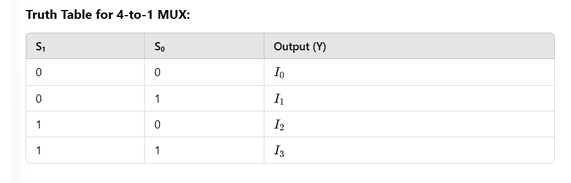 Truth Table for 4-to-1 MUX:
S₁ S₀ Output (Y)
0 0 I₀
0 1 I₁
1 0 I₂
1 1 I₃